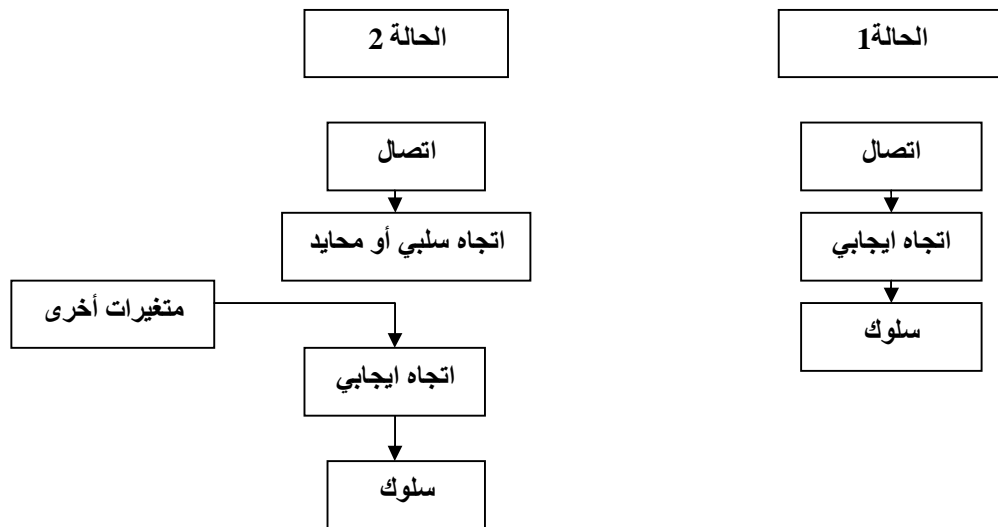 الحالة1
اتصال
اتجاه ايجابي
سلوك
الحالة 2
اتصال
اتجاه سلبي أو محايد
متغيرات أخرى
اتجاه ايجابي
سلوك